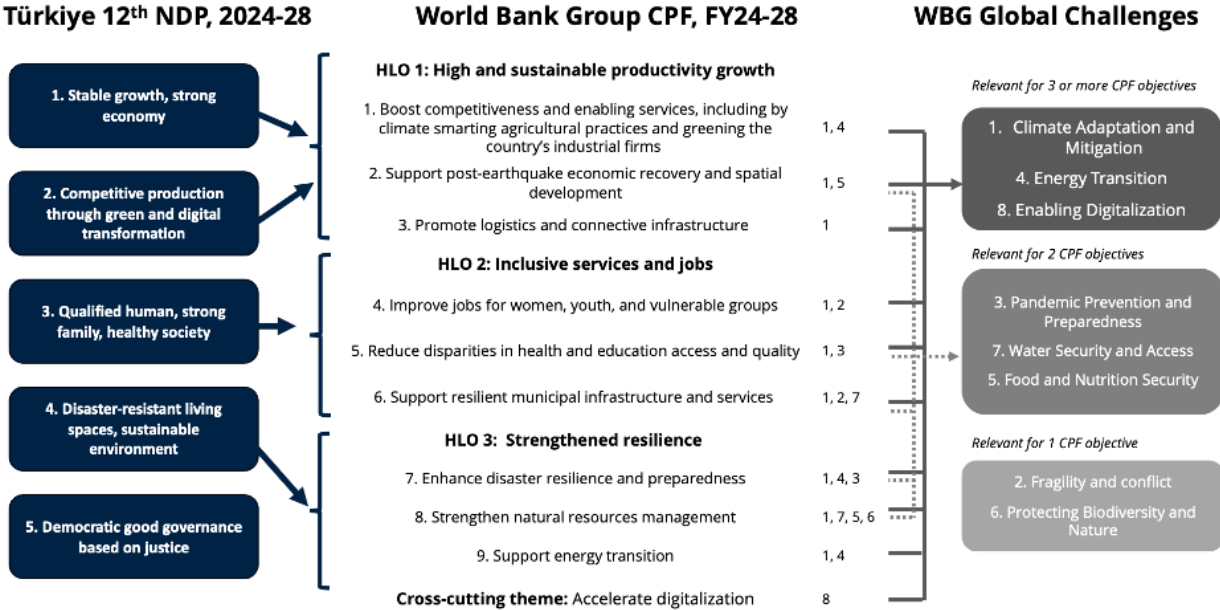 Türkiye 12th NDP, 2024-28
1. Stable growth, strong
economy
2. Competitive production
through green and digital
transformation
3. Qualified human, strong
family, healthy society
4. Disaster-resistant living
spaces, sustainable
environment
5. Democratic good governance
based on justice
World Bank Group CPF, FY24-28
HLO 1: High and sustainable productivity growth
1. Boost competitiveness and enabling services, including by
climate smarting agricultural practices and greening the
country's industrial firms
1, 4
2. Support post-earthquake economic recovery and spatial
development
1, 5
3. Promote logistics and connective infrastructure
1
HLO 2: Inclusive services and jobs
4. Improve jobs for women, youth, and vulnerable groups
1, 2
5. Reduce disparities in health and education access and quality
1, 3
6. Support resilient municipal infrastructure and services
1, 2, 7
HLO 3: Strengthened resilience
7. Enhance disaster resilience and preparedness
1, 4, 3
8. Strengthen natural resources management
1, 7, 5, 6
9. Support energy transition
1, 4
Cross-cutting theme: Accelerate digitalization
8
WBG Global Challenges
Relevant for 3 or more CPF objectives
1. Climate Adaptation and
Mitigation
4. Energy Transition
8. Enabling Digitalization
Relevant for 2 CPF objectives
3. Pandemic Prevention and
Preparedness
7. Water Security and Access
5. Food and Nutrition Security
Relevant for 1 CPF objective
2. Fragility and conflict
6. Protecting Biodiversity and
Nature